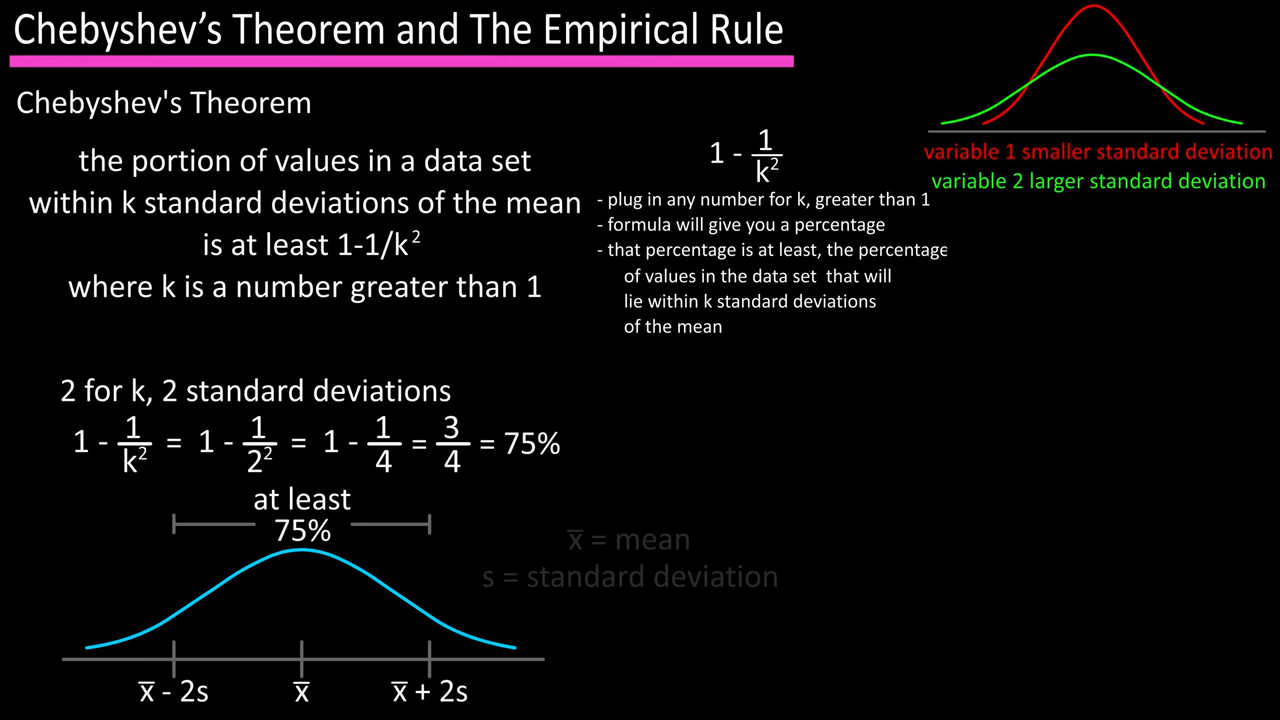 Chebyshev’s Theorem and The Empirical Rule
Chebyshev's Theorem
the portion of values in a data set
within k standard deviations of the mean
is at least 1-1/k²
where k is a number greater than 1
1 - 1/k²
- plug in any number for k, greater than 1
- formula will give you a percentage
- that percentage is at least, the percentage
of values in the data set that will
lie within k standard deviations
of the mean
variable 1 smaller standard deviation
variable 2 larger standard deviation
2 for k, 2 standard deviations
1 - 1/k² = 1 - 1/2² = 1 - 1/4 = 3/4 = 75%
at least
75%
x̅ = mean
s = standard deviation
x̅ - 2s x̅ x̅ + 2s